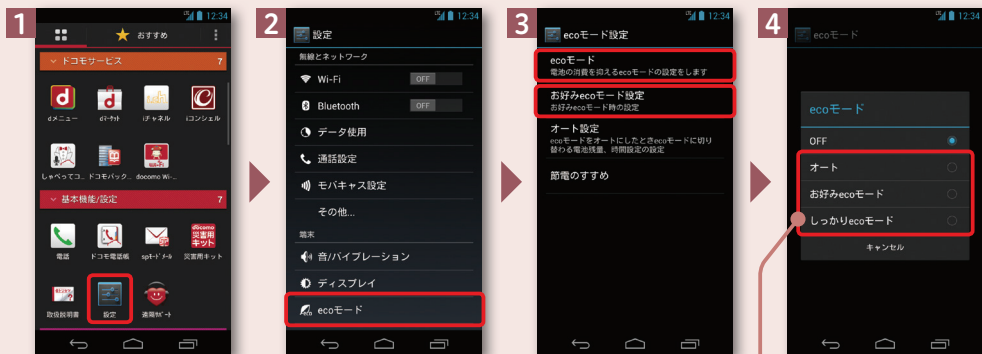 1
12:34
おすすめ
ドコモサービス 7
dメニュー dマーケット iチャネル iコンシェル
しゃべってコ… ドコモバック… docomo Wi-…
基本機能/設定 7
docomo
災害用
キット
電話 ドコモ電話帳 spモードメール 災害用キット
取扱説明書 設定 遠隔サポート
2
12:34
設定
無線とネットワーク
Wi-Fi OFF
Bluetooth OFF
データ使用
通話設定
モバキャス設定
その他...
端末
音/バイブレーション
ディスプレイ
ecoモード
3
12:34
ecoモード設定
ecoモード
電池の消費を抑えるecoモードの設定をします
お好みecoモード設定
お好みecoモード時の設定
オート設定
ecoモードをオートにしたときecoモードに切り
替わる電池残量、時間設定の設定
節電のすすめ
4
12:34
ecoモード
ecoモード
OFF
オート
お好みecoモード
しっかりecoモード
キャンセル